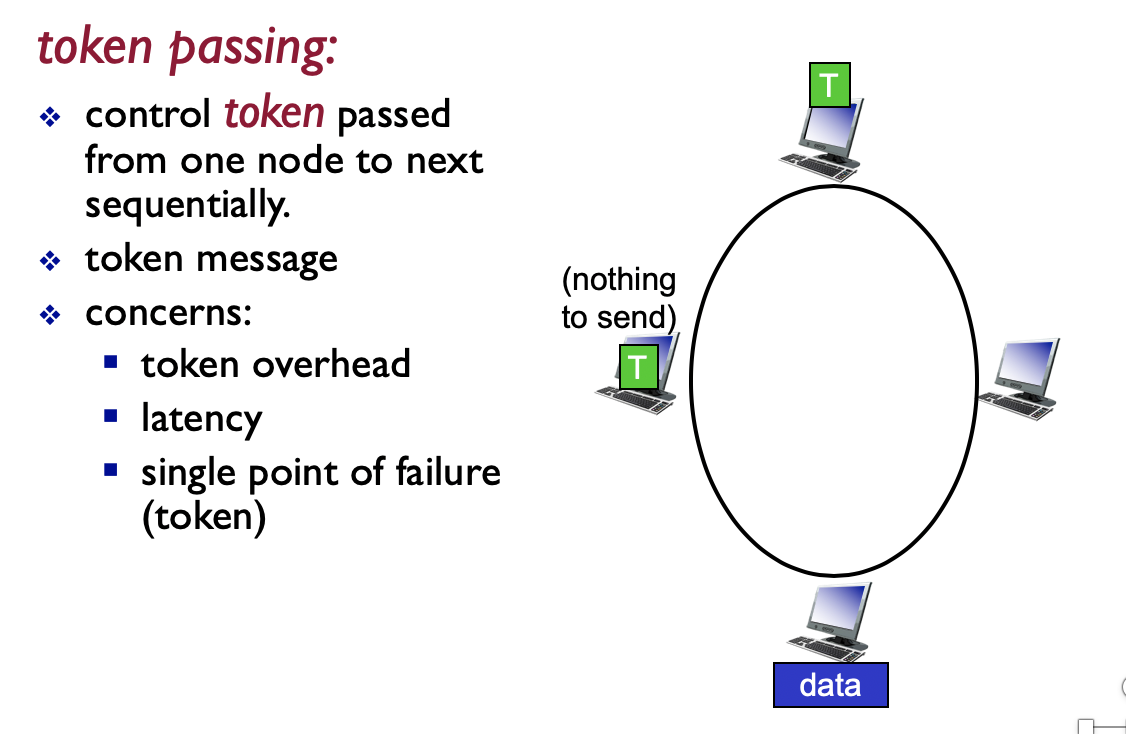 token passing:
control token passed
from one node to next
sequentially.
token message
concerns:
token overhead
latency
single point of failure
(token)
T
(nothing
to send)
T
data